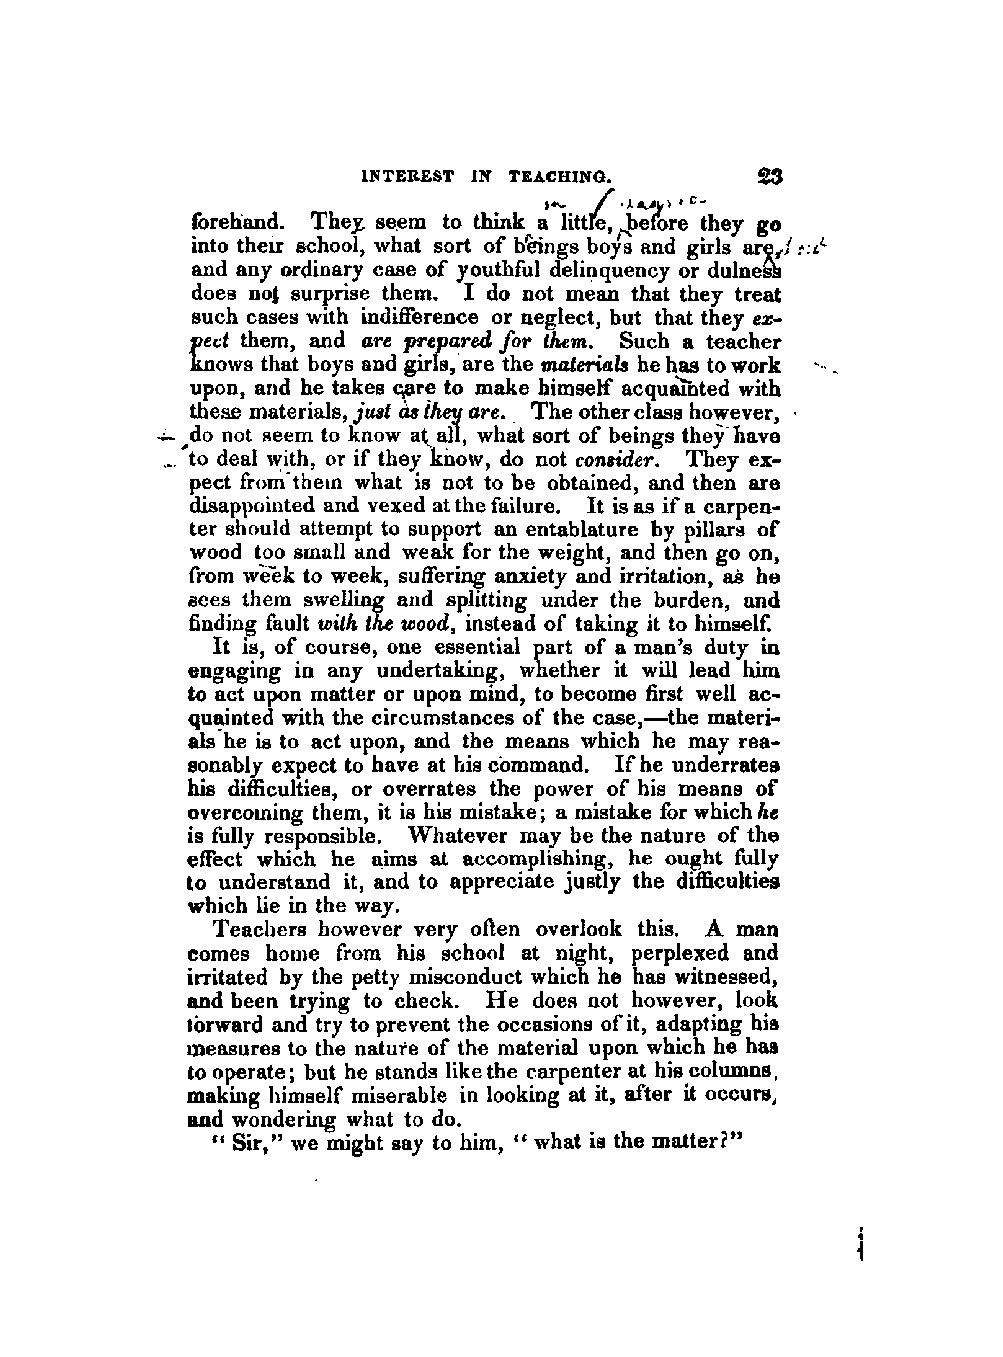 INTEREST IN TEACHING. 23
forehand. They seem to think a little, before they go
into their school, what sort of beings boys and girls are,
and any ordinary case of youthful delinquency or dulness
does not surprise them. I do not mean that they treat
such cases with indifference or neglect, but that they ex-
pect them, and are prepared for them. Such a teacher
knows that boys and girls, are the materials he has to work
upon, and he takes care to make himself acquainted with
these materials, just as they are. The other class however,
do not seem to know at all, what sort of beings they have
to deal with, or if they know, do not consider. They ex-
pect from them what is not to be obtained, and then are
disappointed and vexed at the failure. It is as if a carpen-
ter should attempt to support an entablature by pillars of
wood too small and weak for the weight, and then go on,
from week to week, suffering anxiety and irritation, as he
sees them swelling and splitting under the burden, and
finding fault with the wood, instead of taking it to himself.
It is, of course, one essential part of a man's duty in
engaging in any undertaking, whether it will lead him
to act upon matter or upon mind, to become first well ac-
quainted with the circumstances of the case,—the materi-
als he is to act upon, and the means which he may rea-
sonably expect to have at his command. If he underrates
his difficulties, or overrates the power of his means of
overcoming them, it is his mistake; a mistake for which he
is fully responsible. Whatever may be the nature of the
effect which he aims at accomplishing, he ought fully
to understand it, and to appreciate justly the difficulties
which lie in the way.
Teachers however very often overlook this. A man
comes home from his school at night, perplexed and
irritated by the petty misconduct which he has witnessed,
and been trying to check. He does not however, look
forward and try to prevent the occasions of it, adapting his
measures to the nature of the material upon which he has
to operate; but he stands like the carpenter at his columns,
making himself miserable in looking at it, after it occurs,
and wondering what to do.
"Sir," we might say to him, "what is the matter?"